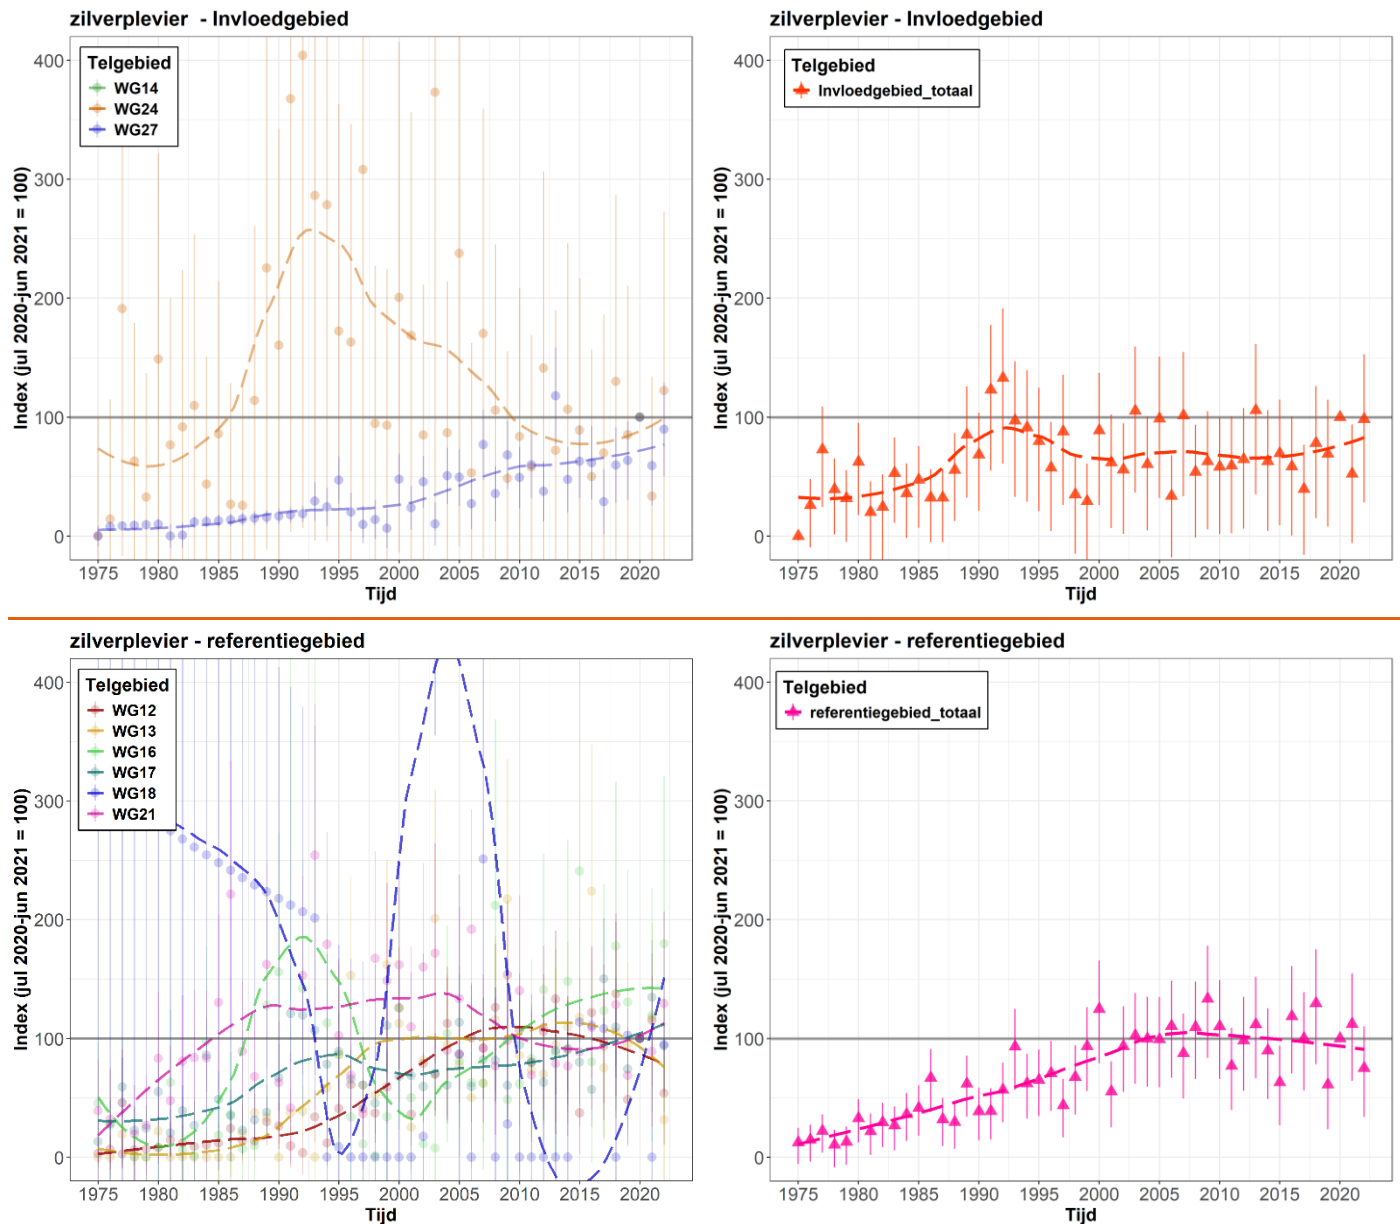 zilverplevier - Invloedgebied
Index (jul 2020-jun 2021 = 100)
400
300
200
100
0
Telgebied
WG14
WG24
WG27
1975 1980 1985 1990 1995 2000 2005 2010 2015 2020
Tijd
zilverplevier - Invloedgebied
Index (jul 2020-jun 2021 = 100)
400
300
200
100
0
Telgebied
Invloedgebied_totaal
1975 1980 1985 1990 1995 2000 2005 2010 2015 2020
Tijd
zilverplevier - referentiegebied
Index (jul 2020-jun 2021 = 100)
400
300
200
100
0
Telgebied
WG12
WG13
WG16
WG17
WG18
WG21
1975 1980 1985 1990 1995 2000 2005 2010 2015 2020
Tijd
zilverplevier - referentiegebied
Index (jul 2020-jun 2021 = 100)
400
300
200
100
0
Telgebied
referentiegebied_totaal
1975 1980 1985 1990 1995 2000 2005 2010 2015 2020
Tijd